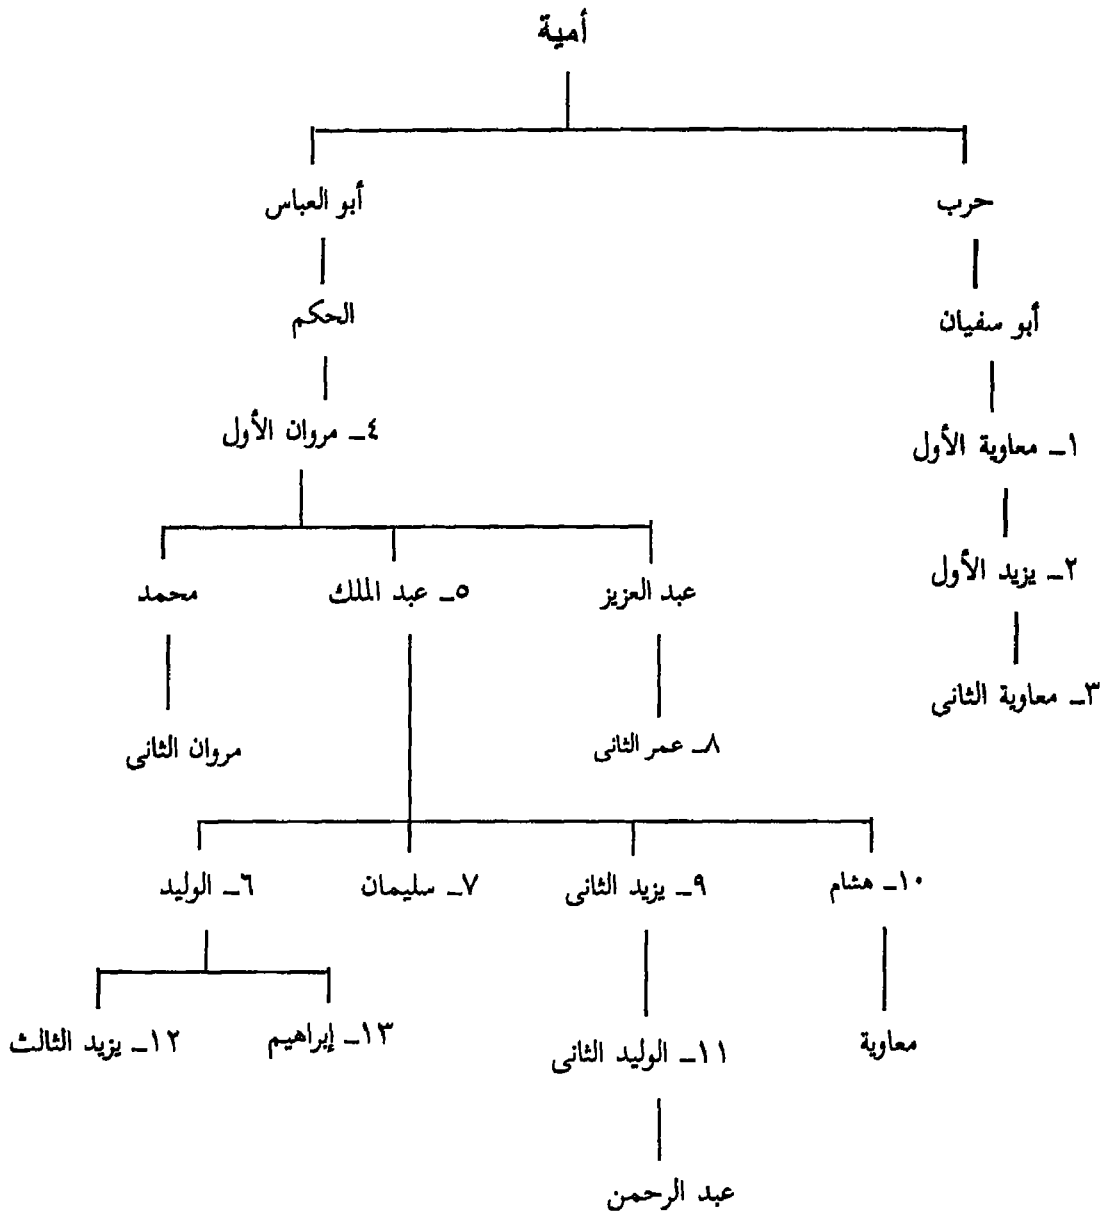 أمية
حرب
أبو العباس
أبو سفيان
الحكم
١ـ معاوية الأول
٤ـ مروان الأول
٢ـ يزيد الأول
عبد العزيز
٥ـ عبد الملك
محمد
٣ـ معاوية الثانى
٨ـ عمر الثانى
مروان الثانى
١٠ـ هشام
٩ـ يزيد الثانى
٧ـ سليمان
٦ـ الوليد
معاوية
١١ـ الوليد الثانى
١٣ـ إبراهيم
١٢ـ يزيد الثالث
عبد الرحمن